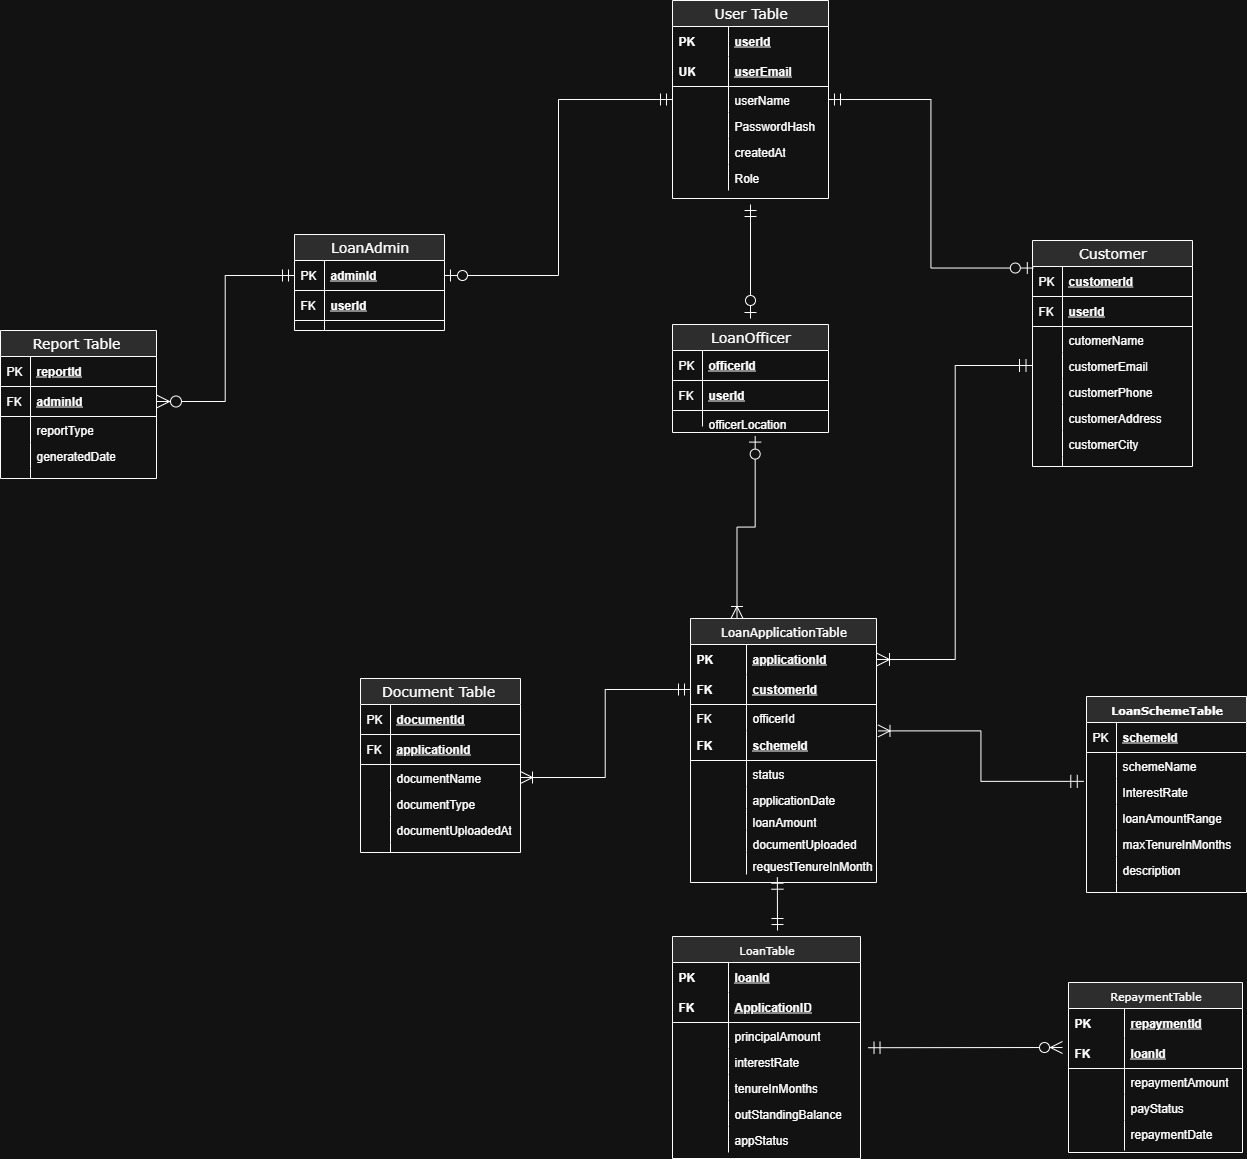 User Table
PK userId
UK userEmail
userName
PasswordHash
createdAt
Role
LoanAdmin
PK adminId
FK userId
Customer
PK customerId
FK userId
cutomerName
customerEmail
customerPhone
customerAddress
customerCity
Report Table
PK reportId
FK adminId
reportType
generatedDate
LoanOfficer
PK officerId
FK userId
officerLocation
LoanApplicationTable
PK applicationId
FK customerId
FK officerId
FK schemeId
status
applicationDate
loanAmount
documentUploaded
requestTenureInMonth
Document Table
PK documentId
FK applicationId
documentName
documentType
documentUploadedAt
LoanSchemeTable
PK schemeId
schemeName
InterestRate
loanAmountRange
maxTenureInMonths
description
LoanTable
PK loanId
FK ApplicationID
principalAmount
interestRate
tenureInMonths
outStandingBalance
appStatus
RepaymentTable
PK repaymentId
FK loanId
repaymentAmount
payStatus
repaymentDate